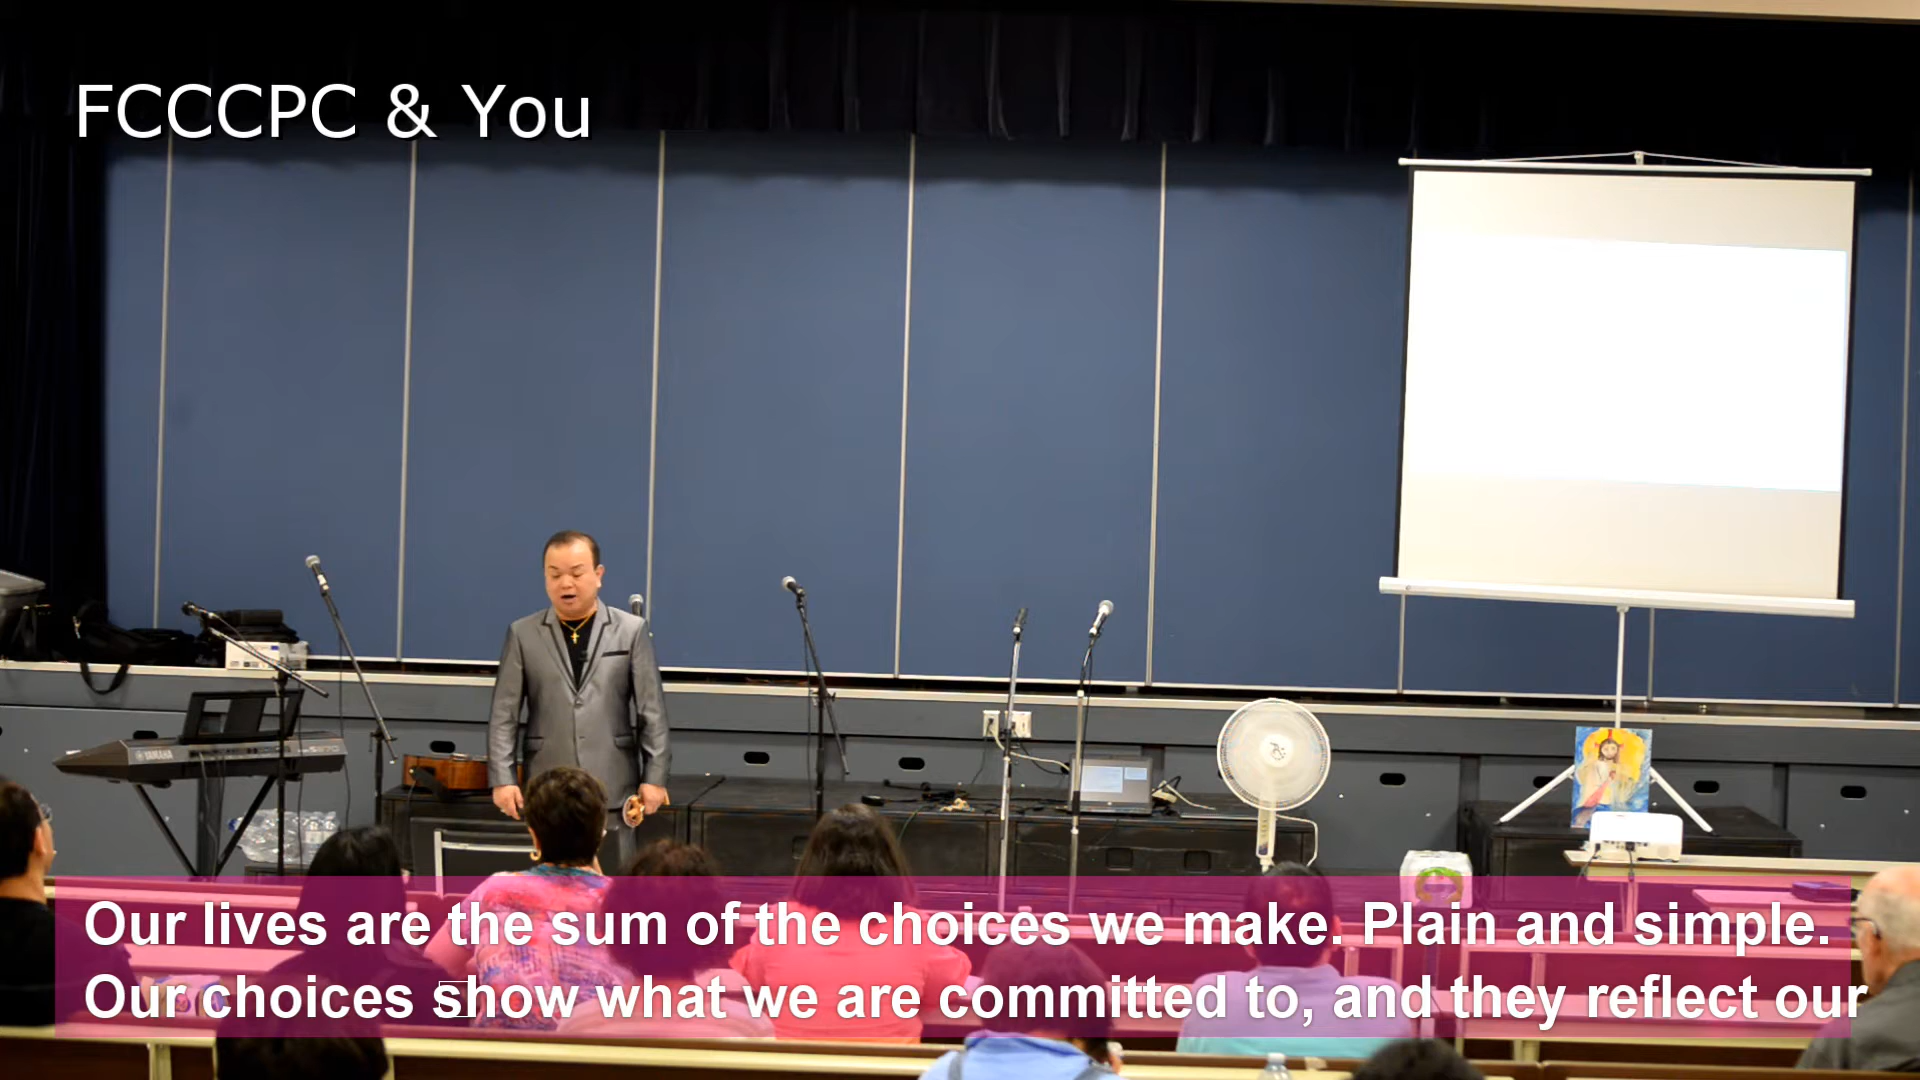 FCCCPC & You
YAMAHA
Our lives are the sum of the choices we make. Plain and simple.
Our choices show what we are committed to, and they reflect our